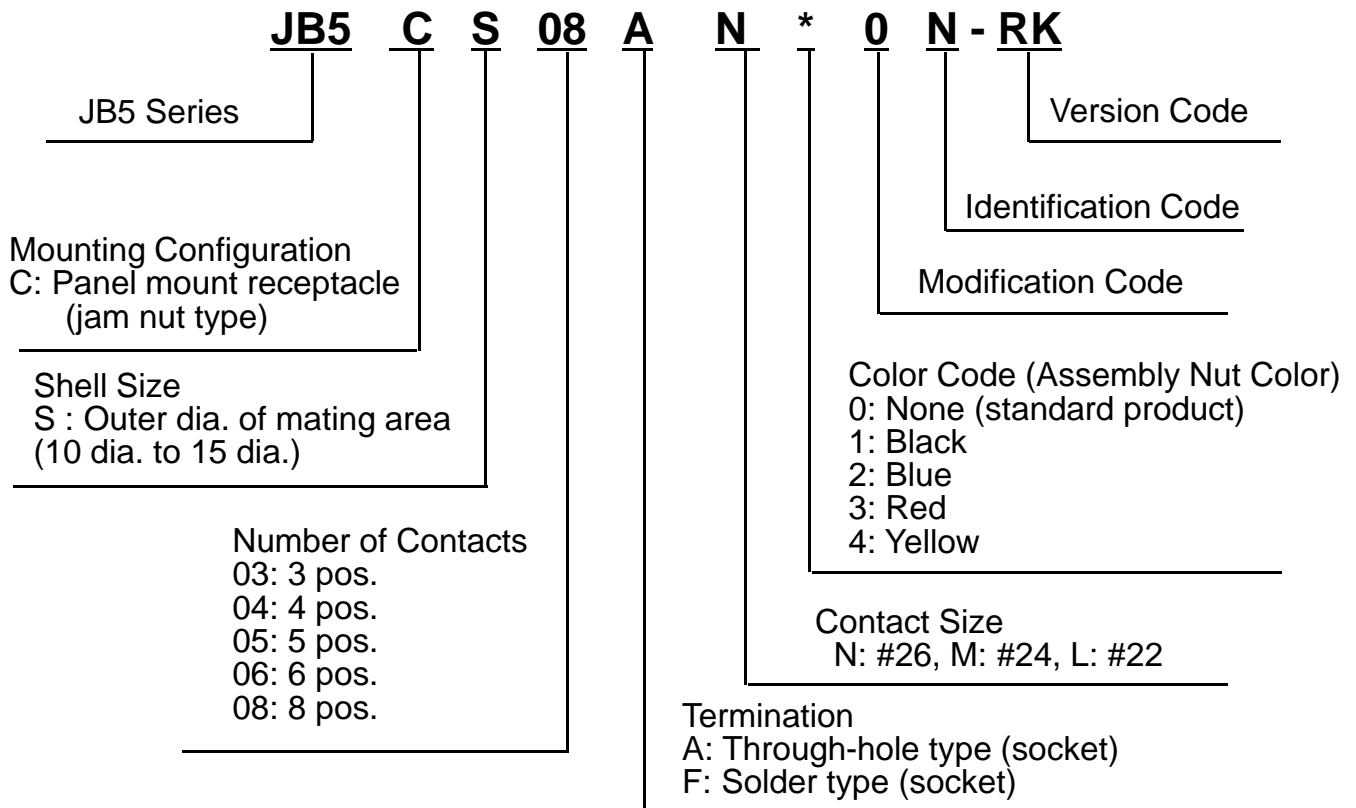 JB5 C S 08 A N * 0 N - RK
JB5 Series
Version Code
Identification Code
Mounting Configuration
C: Panel mount receptacle
(jam nut type)
Modification Code
Shell Size
S : Outer dia. of mating area
(10 dia. to 15 dia.)
Color Code (Assembly Nut Color)
0: None (standard product)
1: Black
2: Blue
3: Red
4: Yellow
Number of Contacts
03: 3 pos.
04: 4 pos.
05: 5 pos.
06: 6 pos.
08: 8 pos.
Contact Size
N: #26, M: #24, L: #22
Termination
A: Through-hole type (socket)
F: Solder type (socket)